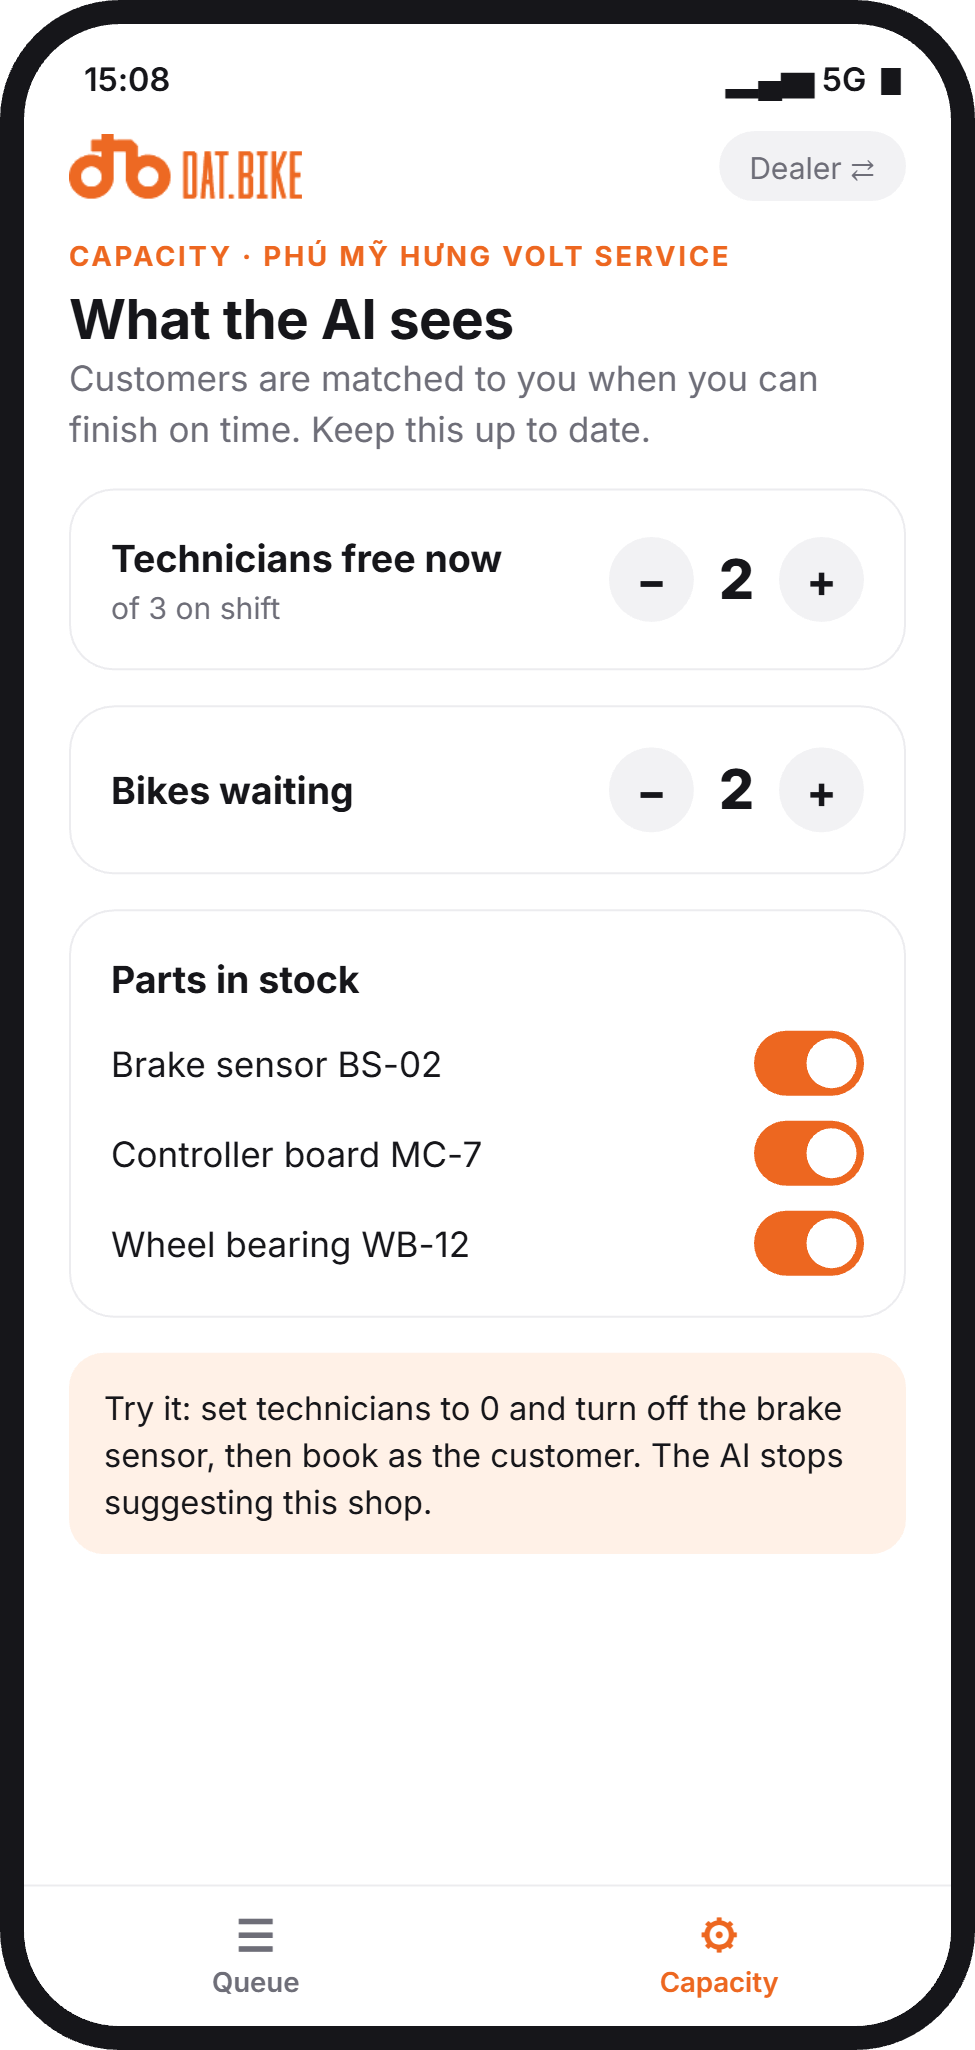 15:08
5G
DAT.BIKE
Dealer ⇄
CAPACITY · PHÚ MỸ HƯNG VOLT SERVICE
What the AI sees
Customers are matched to you when you can
finish on time. Keep this up to date.
Technicians free now
of 3 on shift
− 2 +
Bikes waiting
− 2 +
Parts in stock
Brake sensor BS-02
Controller board MC-7
Wheel bearing WB-12
Try it: set technicians to 0 and turn off the brake
sensor, then book as the customer. The AI stops
suggesting this shop.
Queue
Capacity